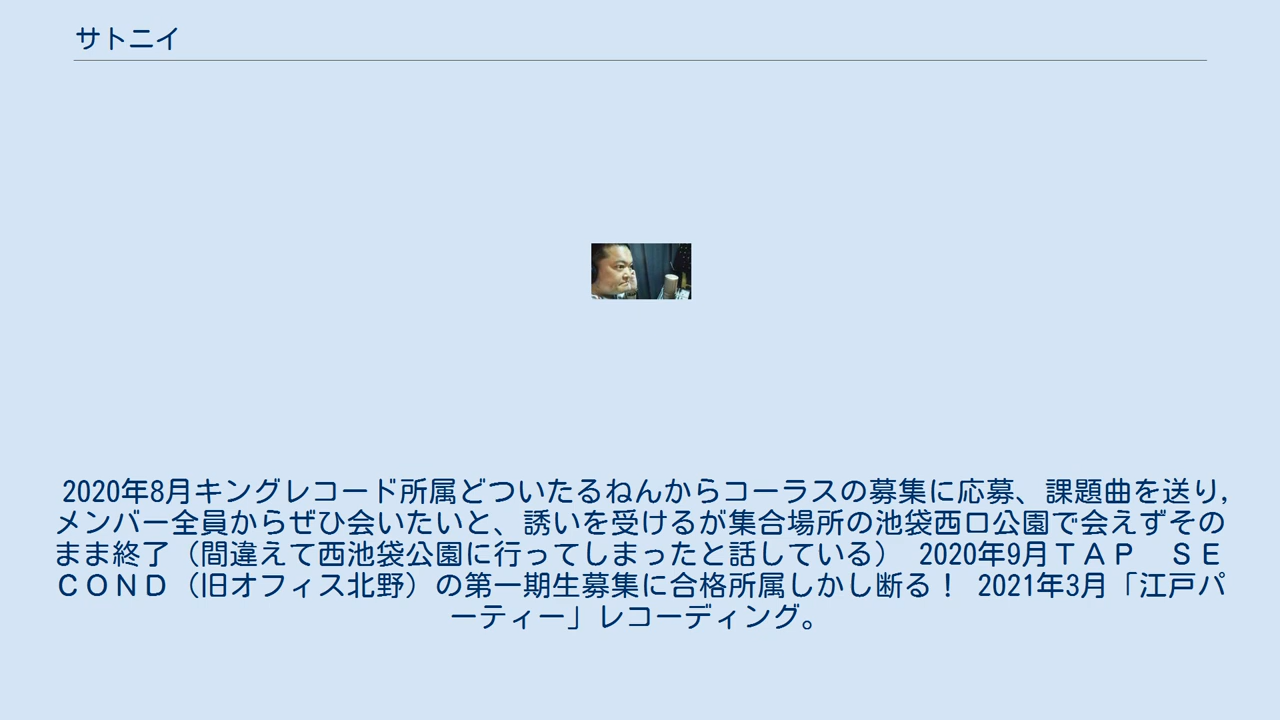 サトニイ
2020年8月キングレコード所属どついたるねんからコーラスの募集に応募、課題曲を送り,
メンバー全員からぜひ会いたいと、誘いを受けるが集合場所の池袋西口公園で会えずその
まま終了（間違えて西池袋公園に行ってしまったと話している）　2020年9月ＴＡＰ　ＳＥ
ＣＯＮＤ（旧オフィス北野）の第一期生募集に合格所属しかし断る！ 2021年3月「江戸パ
ーティー」レコーディング。